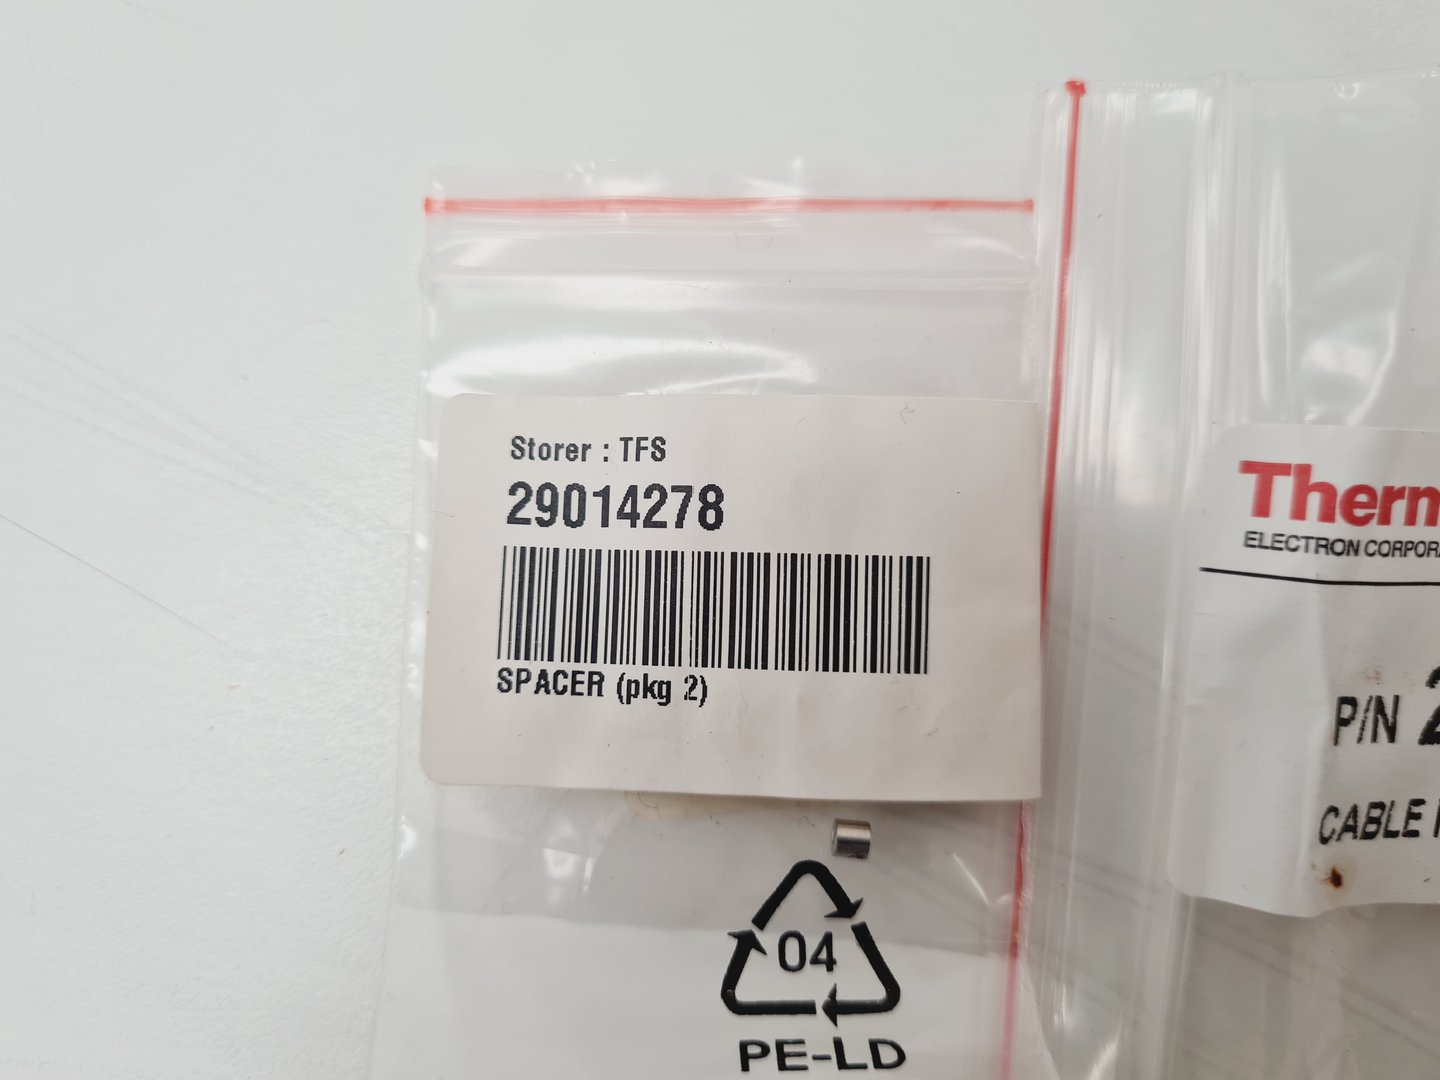 Storer : TFS
29014278
SPACER (pkg 2)
04
PE-LD
Therm
ELECTRON CORPORA
P/N 2
CABLE